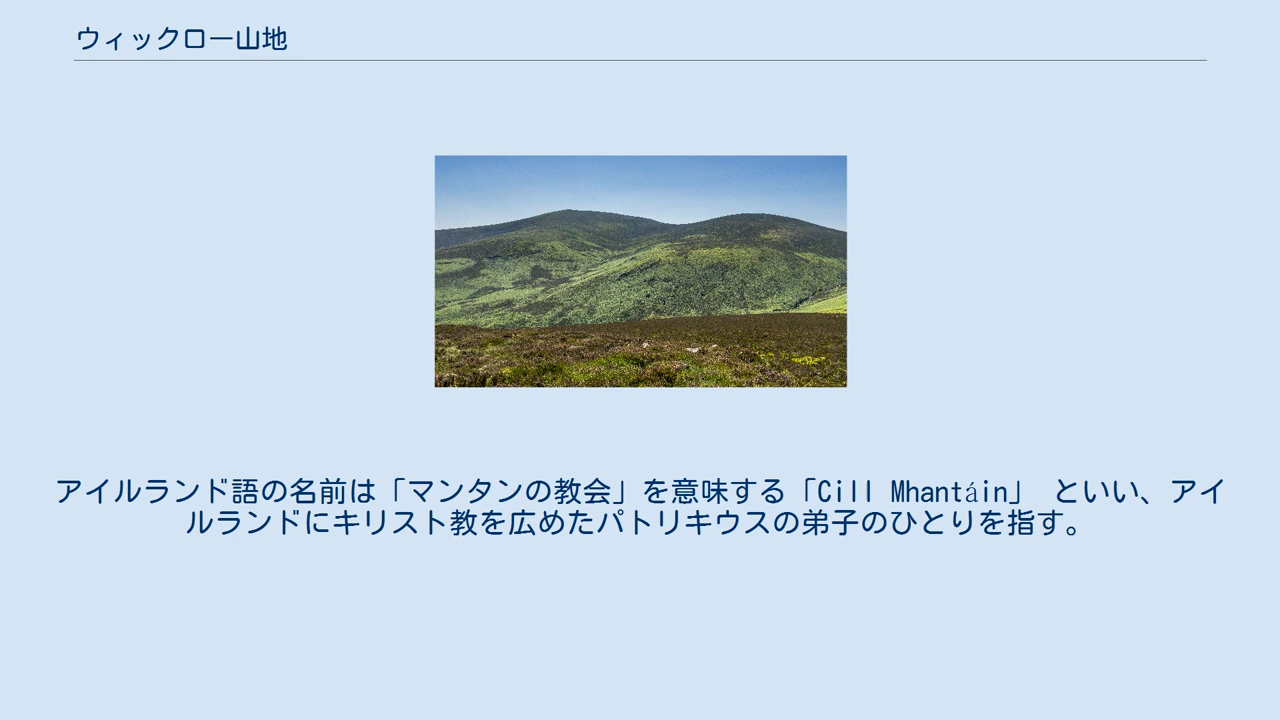 ウィックロー山地
アイルランド語の名前は「マンタンの教会」を意味する「Cill Mhantáin」 といい、アイ
ルランドにキリスト教を広めたパトリキウスの弟子のひとりを指す。